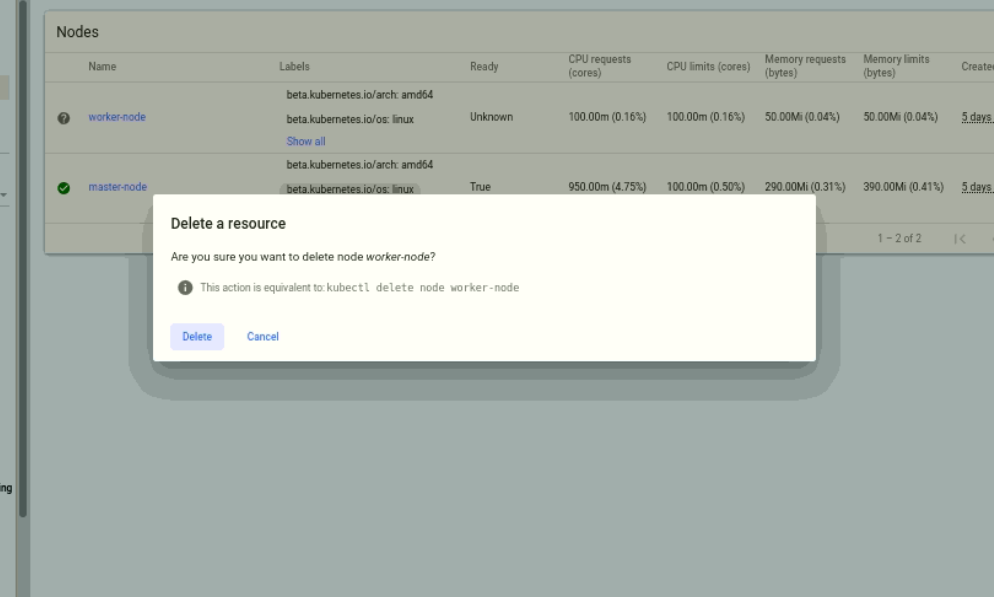 Nodes
Name Labels Ready CPU requests (cores) CPU limits (cores) Memory requests (bytes) Memory limits (bytes) Created
beta.kubernetes.io/arch: amd64
worker-node beta.kubernetes.io/os: linux Unknown 100.00m (0.16%) 100.00m (0.16%) 50.00Mi (0.04%) 50.00Mi (0.04%) 5 days
Show all
beta.kubernetes.io/arch: amd64
master-node beta.kubernetes.io/os: linux True 950.00m (4.75%) 100.00m (0.50%) 290.00Mi (0.31%) 390.00Mi (0.41%) 5 days
1 – 2 of 2
Delete a resource
Are you sure you want to delete node worker-node?
This action is equivalent to: kubectl delete node worker-node
Delete Cancel
ing